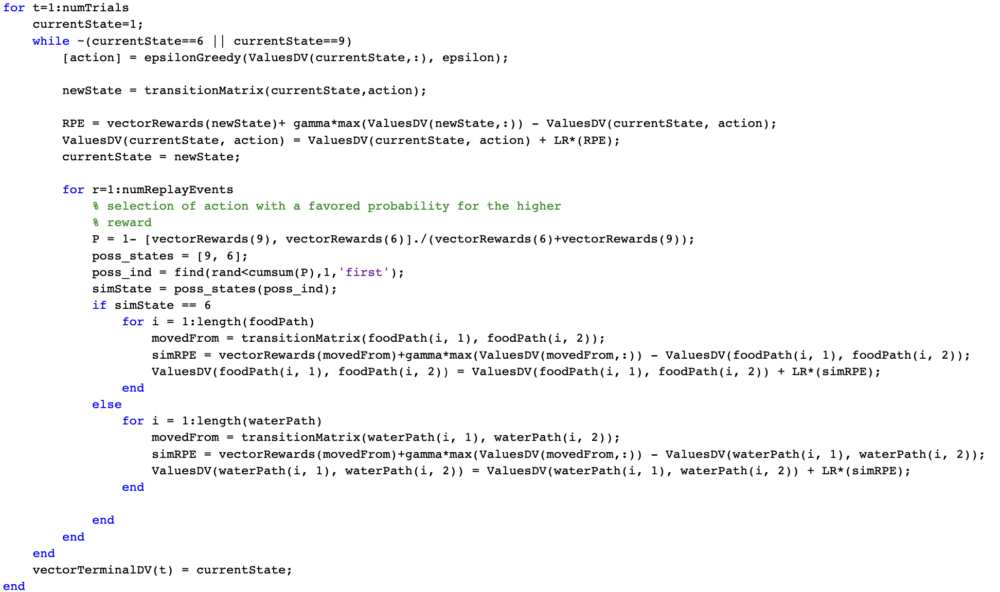 for t=1:numTrials
currentState=1;
while ~(currentState==6 || currentState==9)
[action] = epsilonGreedy(ValuesDV(currentState,:), epsilon);
newState = transitionMatrix(currentState,action);
RPE = vectorRewards(newState)+ gamma*max(ValuesDV(newState,:)) - ValuesDV(currentState, action);
ValuesDV(currentState, action) = ValuesDV(currentState, action) + LR*(RPE);
currentState = newState;
for r=1:numReplayEvents
% selection of action with a favored probability for the higher
% reward
P = 1- [vectorRewards(9), vectorRewards(6)]./(vectorRewards(6)+vectorRewards(9));
poss_states = [9, 6];
poss_ind = find(rand<cumsum(P),1,'first');
simState = poss_states(poss_ind);
if simState == 6
for i = 1:length(foodPath)
movedFrom = transitionMatrix(foodPath(i, 1), foodPath(i, 2));
simRPE = vectorRewards(movedFrom)+gamma*max(ValuesDV(movedFrom,:)) - ValuesDV(foodPath(i, 1), foodPath(i, 2));
ValuesDV(foodPath(i, 1), foodPath(i, 2)) = ValuesDV(foodPath(i, 1), foodPath(i, 2)) + LR*(simRPE);
end
else
for i = 1:length(waterPath)
movedFrom = transitionMatrix(waterPath(i, 1), waterPath(i, 2));
simRPE = vectorRewards(movedFrom)+gamma*max(ValuesDV(movedFrom,:)) - ValuesDV(waterPath(i, 1), waterPath(i, 2));
ValuesDV(waterPath(i, 1), waterPath(i, 2)) = ValuesDV(waterPath(i, 1), waterPath(i, 2)) + LR*(simRPE);
end
end
end
end
vectorTerminalDV(t) = currentState;
end